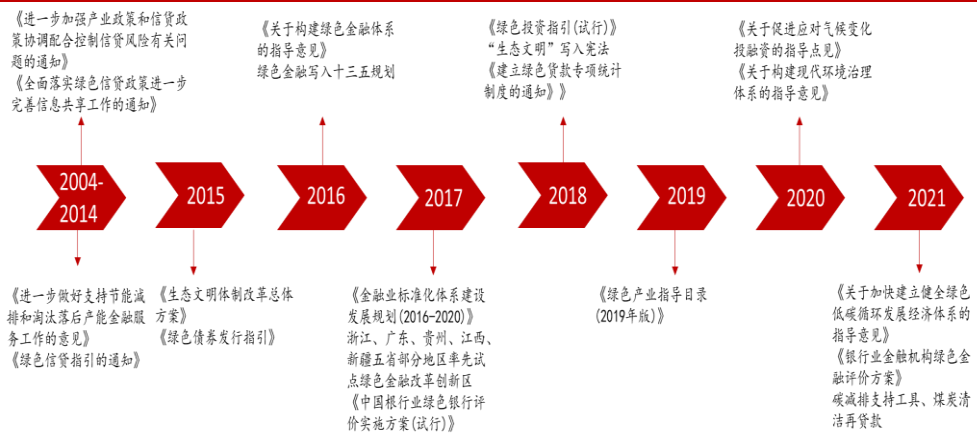 《进一步加强产业政策和信贷政
策协调配合控制信贷风险有关问
题的通知》
《全面落实绿色信贷政策进一步
完善信息共享工作的通知》
《关于构建绿色金融体系
的指导意见》
绿色金融写入十三五规划
《绿色投资指引(试行)》
“生态文明”写入宪法
《建立绿色贷款专项统计
制度的通知》》
《关于促进应对气候变化
投融资的指导点见》
《关于构建现代环境治理
体系的指导意见》
2004-
2014
2015
2016
2017
2018
2019
2020
2021
《进一步做好支持节能减
排和淘汰落后产能金融服
务工作的意见》
《绿色信贷指引的通知》
《生态文明体制改革总体
方案》
《绿色债券发行指引》
《金融业标准化体系建设
发展规划(2016-2020)》
浙江、广东、贵州、江西、
新疆五省部分地区率先试
点绿色金融改革创新区
《中国根行业绿色银行评
价实施方案(试行)》
《绿色产业指导目录
(2019年版)》
《关于加快建立健全绿色
低碳循环发展经济体系的
指导意见》
《银行业金融机构绿色金
融评价方案》
碳减排支持工具、煤炭清
洁再贷款